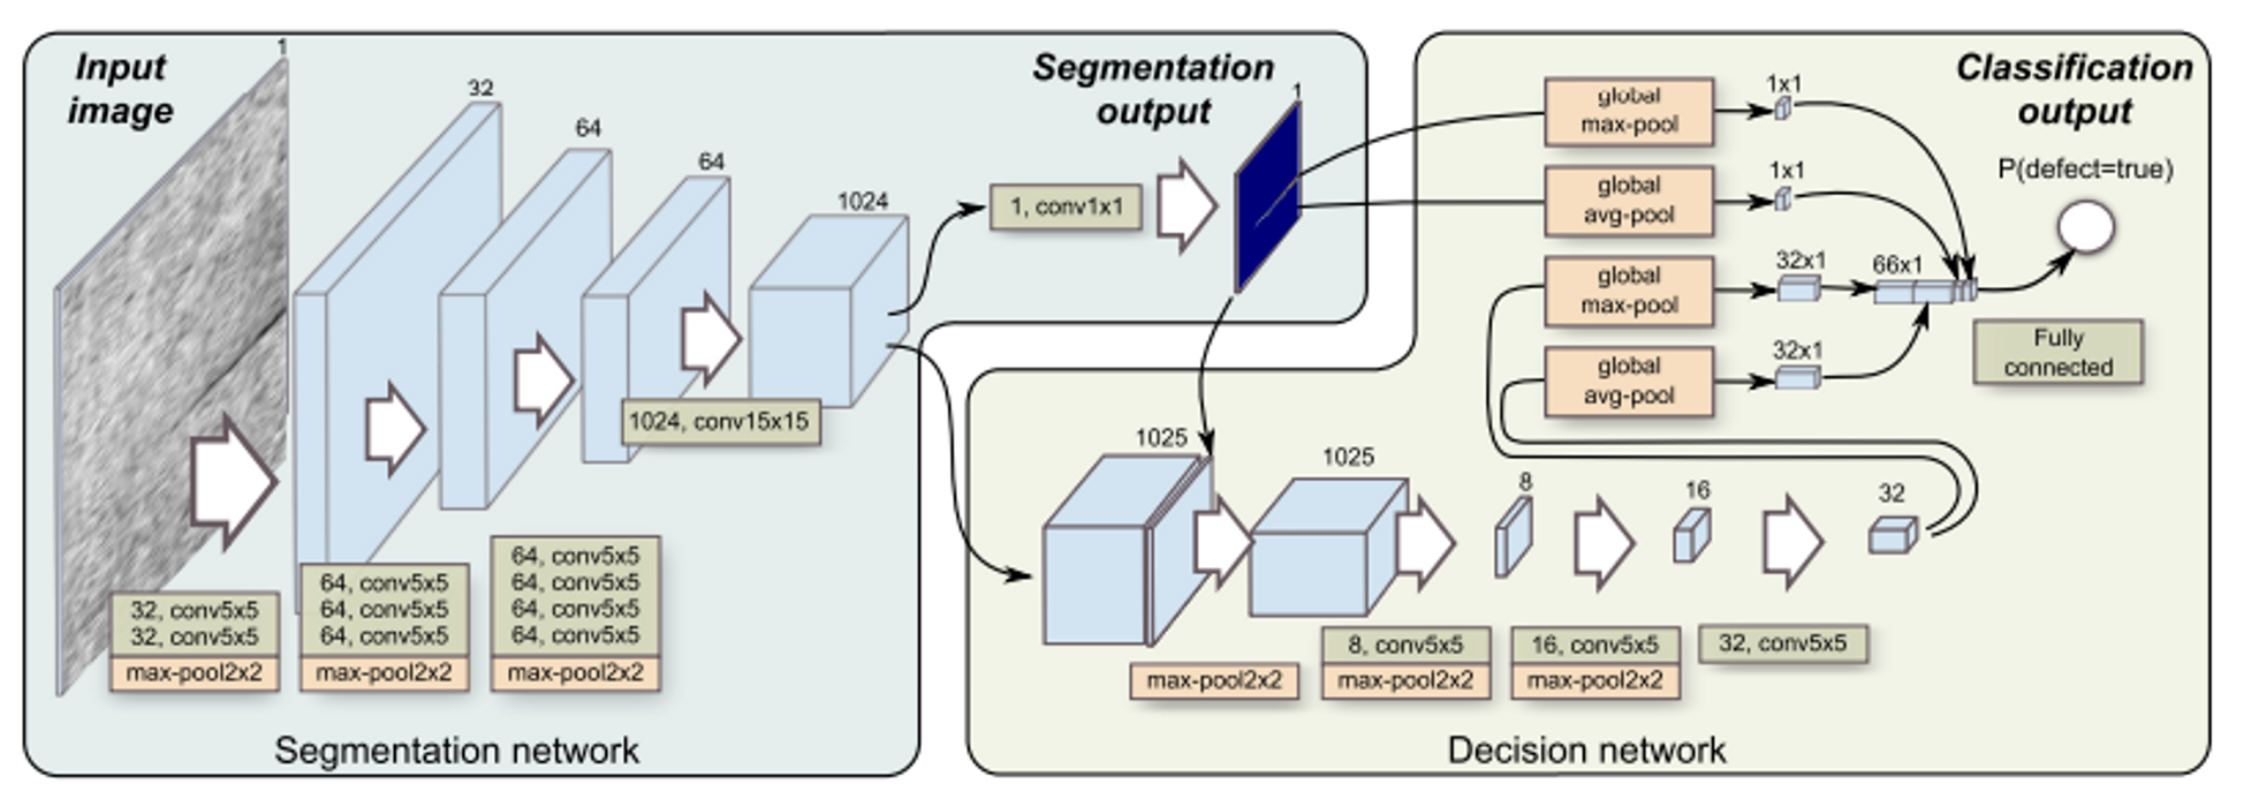 Input
image
1
32
64
64
1024
Segmentation
output
1
1, conv1x1
1024, conv15x15
32, conv5x5
32, conv5x5
max-pool2x2
64, conv5x5
64, conv5x5
64, conv5x5
max-pool2x2
64, conv5x5
64, conv5x5
64, conv5x5
64, conv5x5
max-pool2x2
Segmentation network
global
max-pool
1x1
global
avg-pool
1x1
global
max-pool
32x1
global
avg-pool
32x1
66x1
Classification
output
P(defect=true)
Fully
connected
1025
1025
8
16
32
max-pool2x2
8, conv5x5
max-pool2x2
16, conv5x5
max-pool2x2
32, conv5x5
Decision network